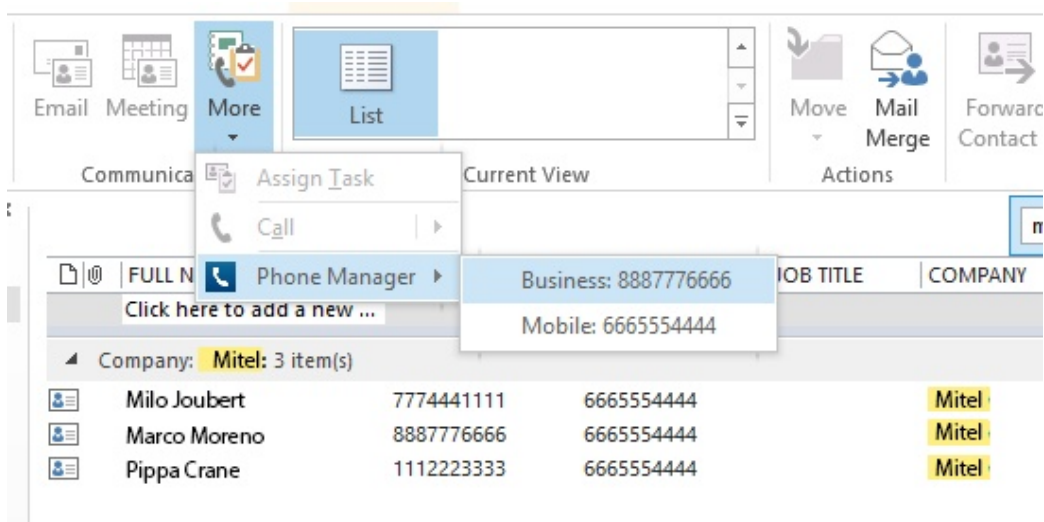 Email Meeting More List Move Mail Merge Forward Contact
Communica Current View Actions
Assign Task
Call
Phone Manager
Business: 8887776666
Mobile: 6665554444
m
FULL N JOB TITLE COMPANY
Click here to add a new ...
Company: Mitel: 3 item(s)
Milo Joubert 7774441111 6665554444 Mitel
Marco Moreno 8887776666 6665554444 Mitel
Pippa Crane 1112223333 6665554444 Mitel